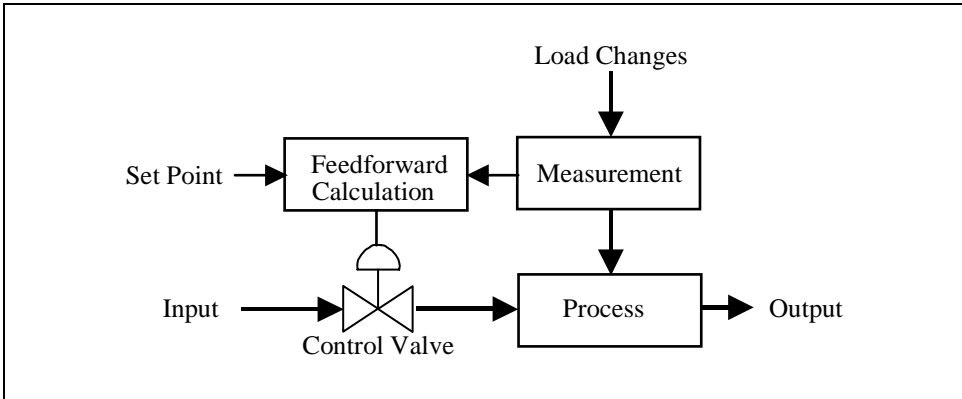 Load Changes
Set Point
Feedforward
Calculation
Measurement
Input
Control Valve
Process
Output